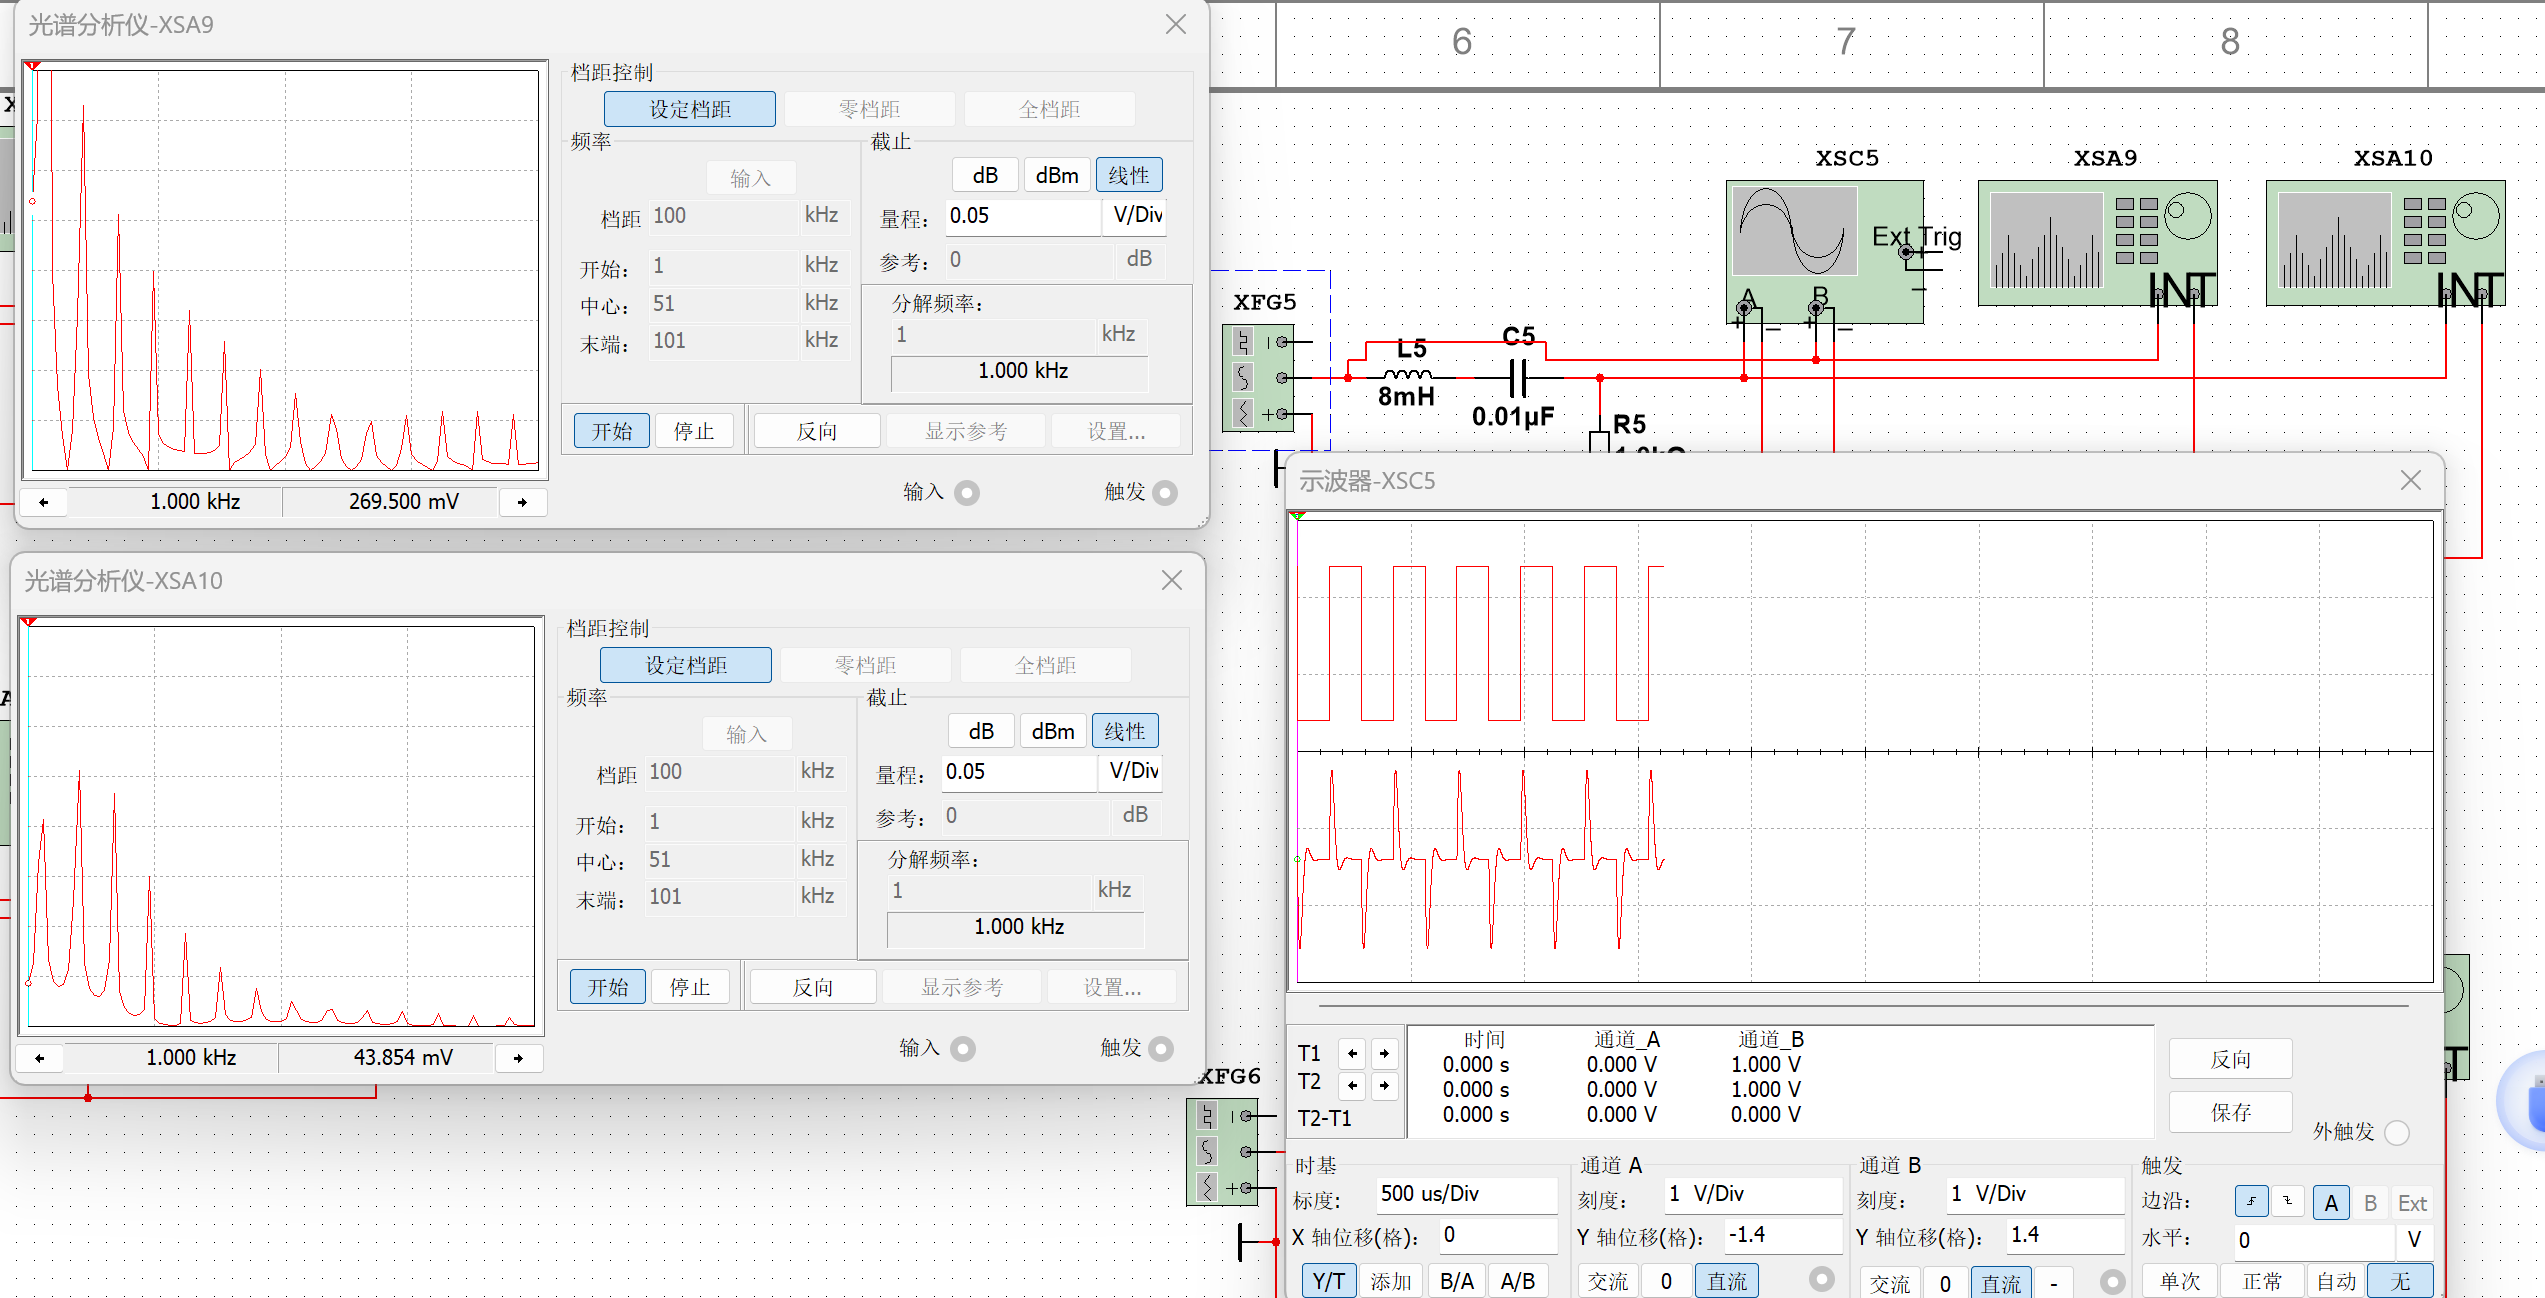 光谱分析仪-XSA9
档距控制
设定档距 零档距 全档距
频率
输入
档距 100 kHz
开始: 1 kHz
中心: 51 kHz
末端: 101 kHz
截止
dB dBm 线性
量程: 0.05 V/Div
参考: 0 dB
分解频率:
1 kHz
1.000 kHz
开始 停止 反向 显示参考 设置...
1.000 kHz 269.500 mV
输入 触发
光谱分析仪-XSA10
档距控制
设定档距 零档距 全档距
频率
输入
档距 100 kHz
开始: 1 kHz
中心: 51 kHz
末端: 101 kHz
截止
dB dBm 线性
量程: 0.05 V/Div
参考: 0 dB
分解频率:
1 kHz
1.000 kHz
开始 停止 反向 显示参考 设置...
1.000 kHz 43.854 mV
输入 触发
6 7 8
XSC5 XSA9 XSA10
Ext Trig
A B
IN T
IN T
XFG5
L5
8mH
C5
0.01µF
R5
XFG6
示波器-XSC5
时间 通道_A 通道_B
T1 0.000 s 0.000 V 1.000 V
T2 0.000 s 0.000 V 1.000 V
T2-T1 0.000 s 0.000 V 0.000 V
反向
保存
外触发
时基
标度: 500 us/Div
X 轴位移(格): 0
Y/T 添加 B/A A/B
通道 A
刻度: 1 V/Div
Y 轴位移(格): -1.4
交流 0 直流
通道 B
刻度: 1 V/Div
Y 轴位移(格): 1.4
交流 0 直流 -
触发
边沿: A B Ext
水平: 0 V
单次 正常 自动 无